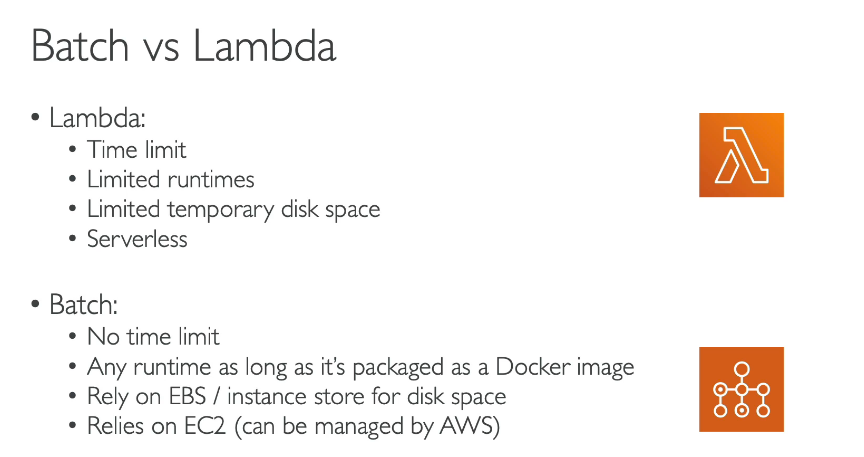 Batch vs Lambda
• Lambda:
• Time limit
• Limited runtimes
• Limited temporary disk space
• Serverless
• Batch:
• No time limit
• Any runtime as long as it’s packaged as a Docker image
• Rely on EBS / instance store for disk space
• Relies on EC2 (can be managed by AWS)